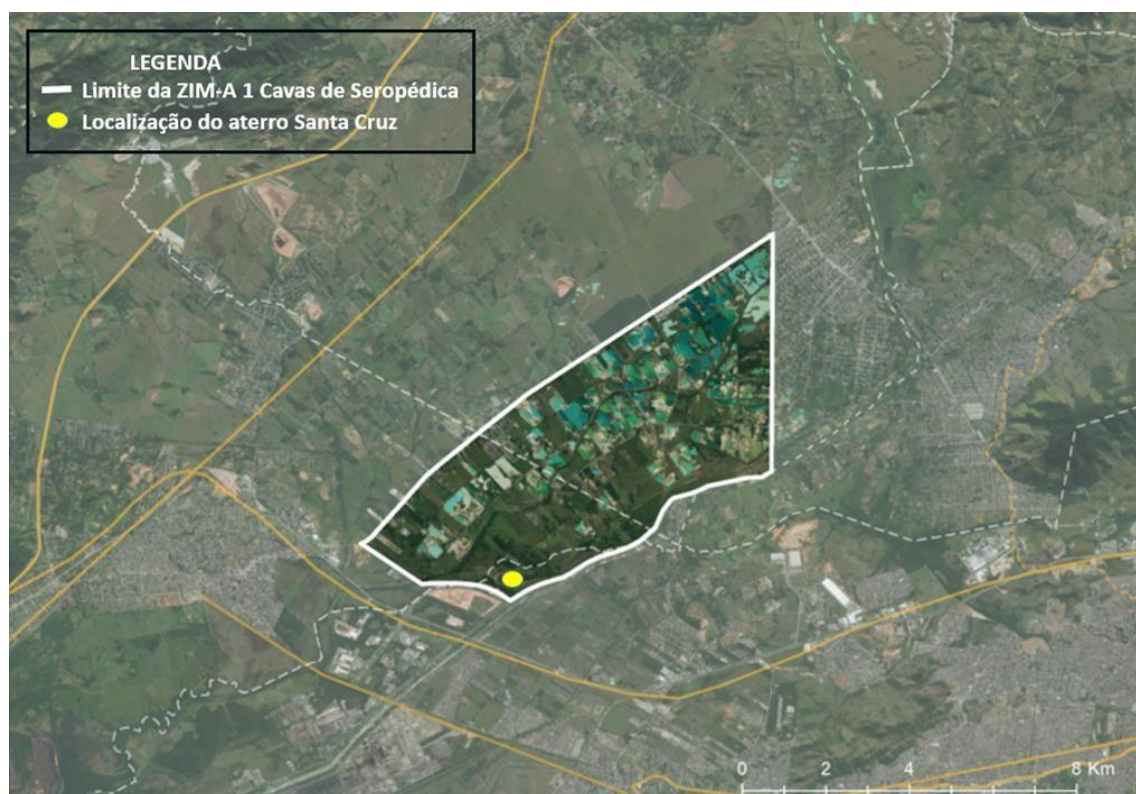 LEGENDA
Limite da ZIM-A 1 Cavas de Seropédica
Localização do aterro Santa Cruz
0 2 4 8 Km